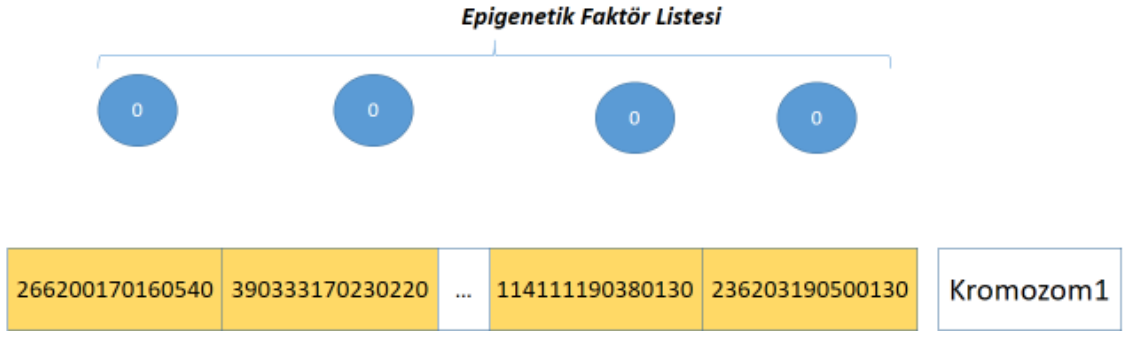 Epigenetik Faktör Listesi
0 0 0 0
266200170160540 390333170230220 ... 114111190380130 236203190500130 Kromozom1